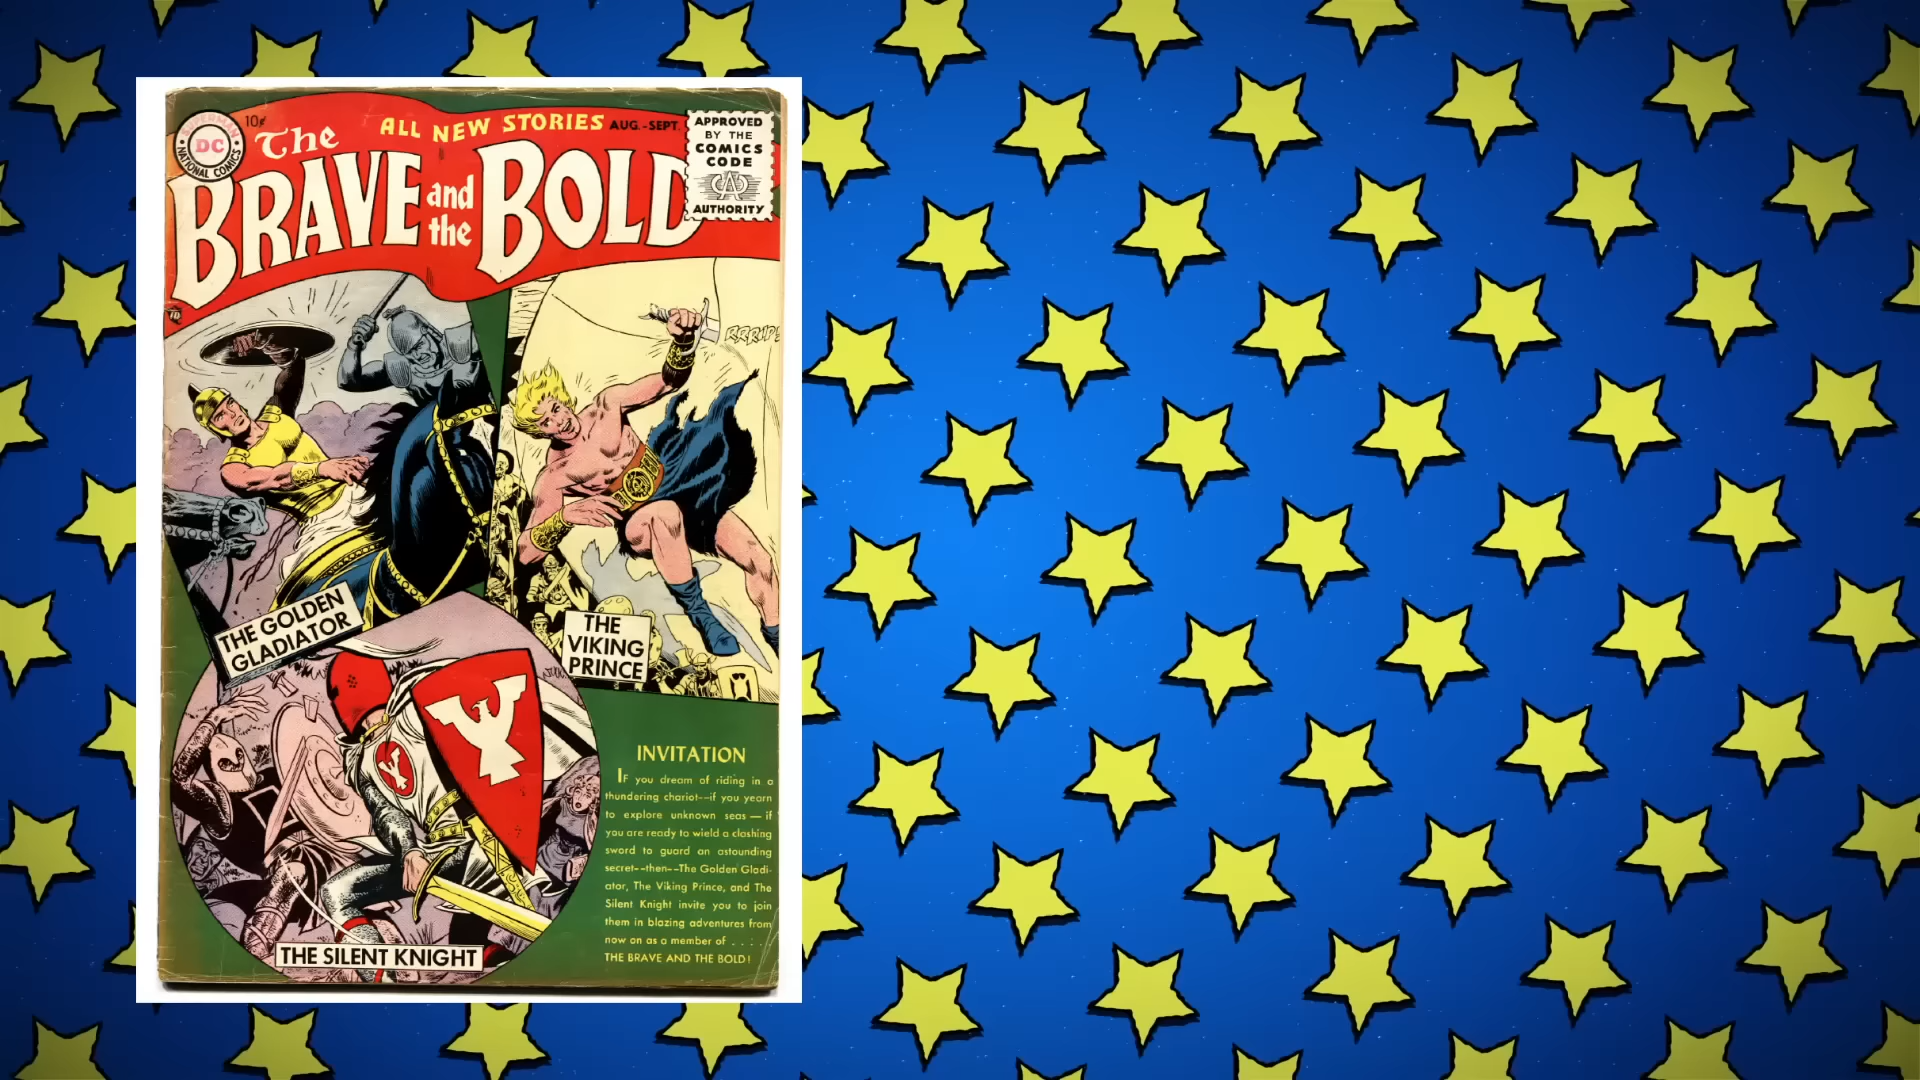 SUPERMAN
DC
NATIONAL COMICS
10¢
ALL NEW STORIES
AUG.-SEPT.
The
BRAVE and the BOLD
APPROVED
BY THE
COMICS
CODE
CA
AUTHORITY
RRRIP!
THE GOLDEN
GLADIATOR
THE
VIKING
PRINCE
THE SILENT KNIGHT
INVITATION
IF you dream of riding in a
thundering chariot--if you yearn
to explore unknown seas — if
you are ready to wield a clashing
sword to guard an astounding
secret--then--The Golden Gladi-
ator, The Viking Prince, and The
Silent Knight invite you to join
them in blazing adventures from
now on as a member of . . . .
THE BRAVE AND THE BOLD!